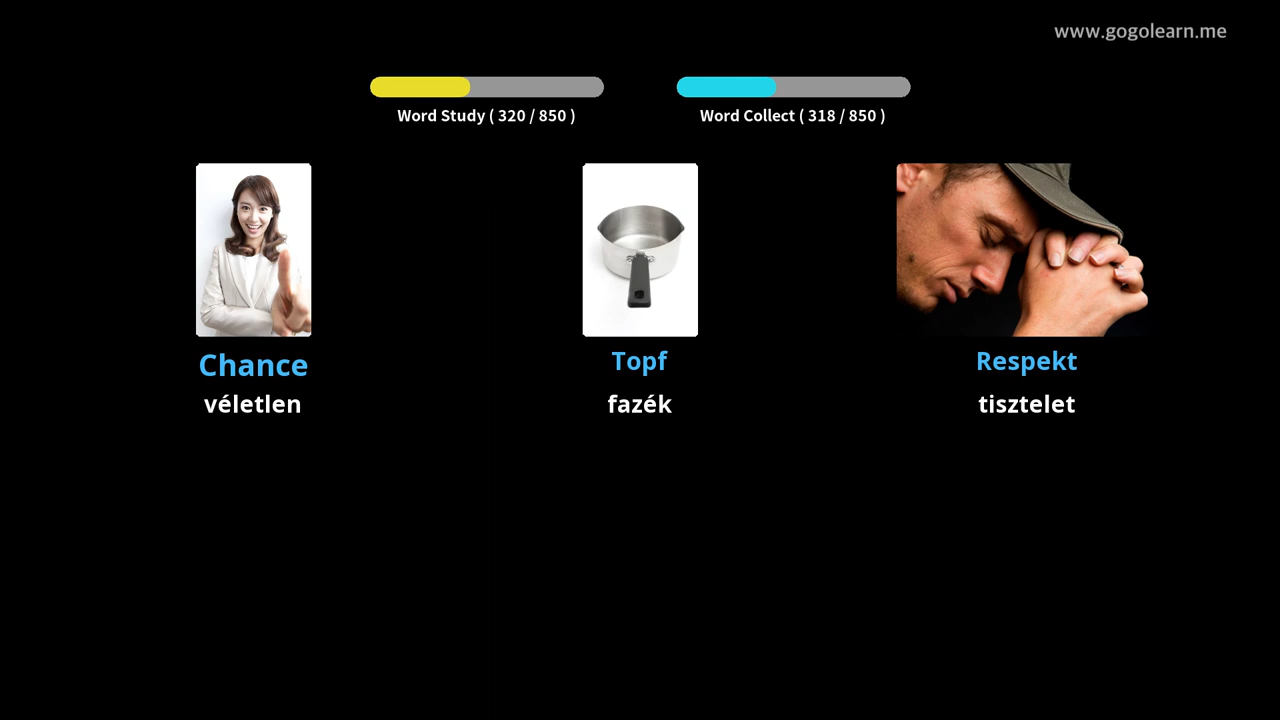 www.gogolearn.me
Word Study ( 320 / 850 )
Word Collect ( 318 / 850 )
Chance
véletlen
Topf
fazék
Respekt
tisztelet